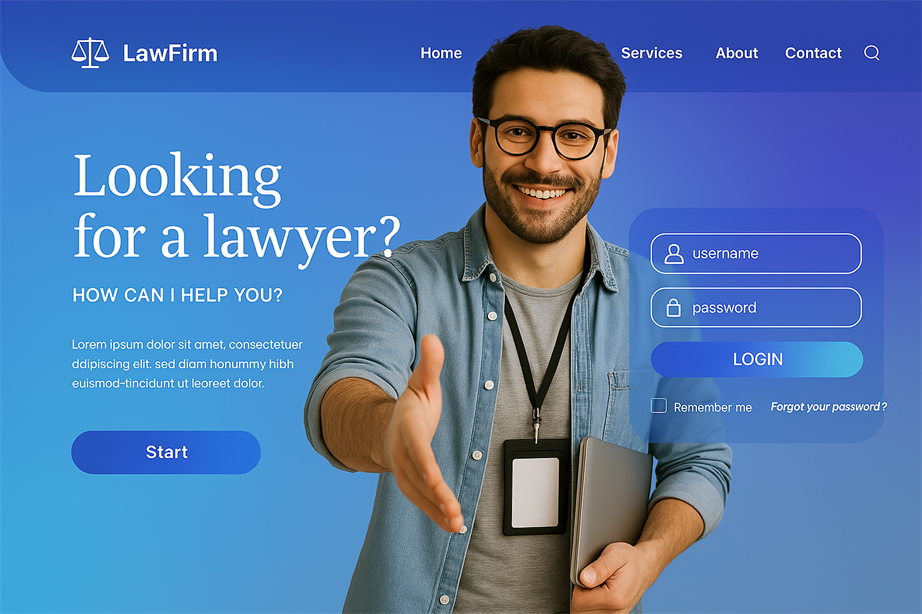 LawFirm
Home
Services
About
Contact
Looking
for a lawyer?
HOW CAN I HELP YOU?
Lorem ipsum dolor sit amet, consectetuer
ddipiscing elit. sed diam honummy hibh
euismod-tincidunt ut leoreet dolor.
Start
username
password
LOGIN
Remember me
Forgot your password?